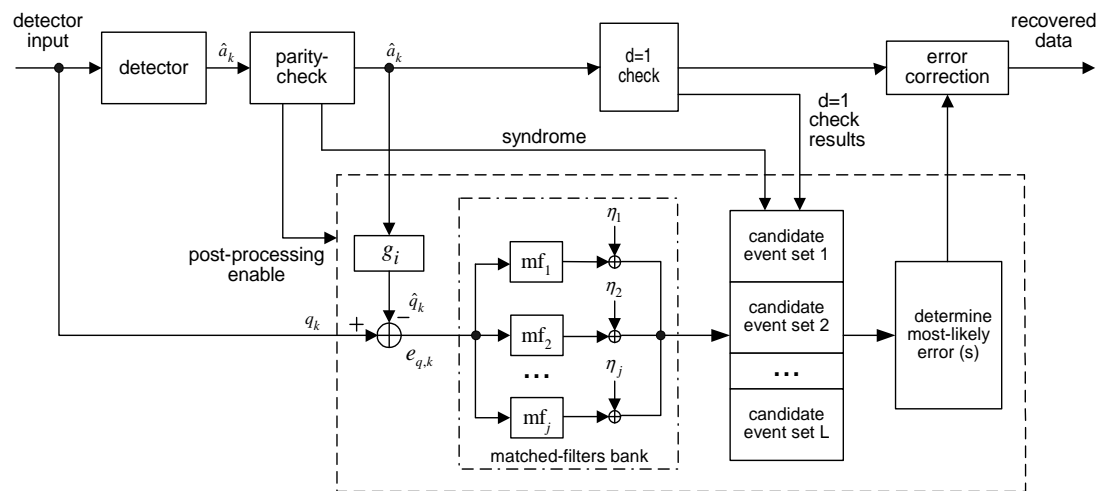 detector
input
detector
â_k
parity-
check
â_k
d=1
check
error
correction
recovered
data
d=1
check
results
syndrome
post-processing
enable
g_i
q̂_k
q_k
+
−
e_{q,k}
mf_1
η_1
mf_2
η_2
...
mf_j
η_j
matched-filters bank
candidate
event set 1
candidate
event set 2
...
candidate
event set L
determine
most-likely
error (s)